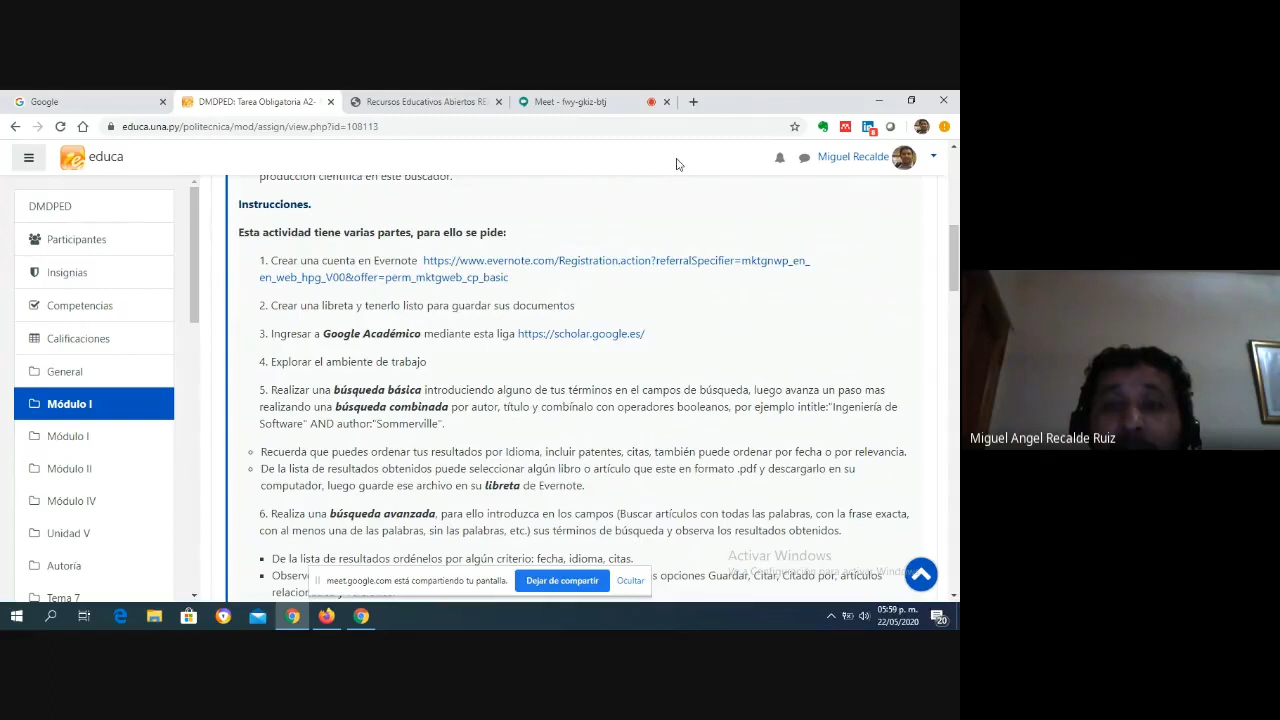 Google
DMDPED: Tarea Obligatoria A2-
Recursos Educativos Abiertos RE
Meet - fwy-gkiz-btj
educa.una.py/politecnica/mod/assign/view.php?id=108113
8
educa
Miguel Recalde
producción científica en este buscador.
DMDPED
Participantes
Insignias
Competencias
Calificaciones
General
Módulo I
Módulo I
Módulo II
Módulo IV
Unidad V
Autoría
Tema 7
Instrucciones.
Esta actividad tiene varias partes, para ello se pide:
1. Crear una cuenta en Evernote https://www.evernote.com/Registration.action?referralSpecifier=mktgnwp_en_
en_web_hpg_V00&offer=perm_mktgweb_cp_basic
2. Crear una libreta y tenerlo listo para guardar sus documentos
3. Ingresar a Google Académico mediante esta liga https://scholar.google.es/
4. Explorar el ambiente de trabajo
5. Realizar una búsqueda básica introduciendo alguno de tus términos en el campos de búsqueda, luego avanza un paso mas
realizando una búsqueda combinada por autor, título y combínalo con operadores booleanos, por ejemplo intitle:"Ingeniería de
Software" AND author:"Sommerville".
Recuerda que puedes ordenar tus resultados por Idioma, incluir patentes, citas, también puede ordenar por fecha o por relevancia.
De la lista de resultados obtenidos puede seleccionar algún libro o artículo que este en formato .pdf y descargarlo en su
computador, luego guarde ese archivo en su libreta de Evernote.
6. Realiza una búsqueda avanzada, para ello introduzca en los campos (Buscar artículos con todas las palabras, con la frase exacta,
con al menos una de las palabras, sin las palabras, etc.) sus términos de búsqueda y observa los resultados obtenidos.
De la lista de resultados ordénelos por algún criterio: fecha, idioma, citas.
Observ
s opciones Guardar, Citar, Citado por, artículos
Activar Windows
meet.google.com está compartiendo tu pantalla.
Dejar de compartir
Ocultar
05:59 p. m.
22/05/2020
20
Miguel Angel Recalde Ruiz